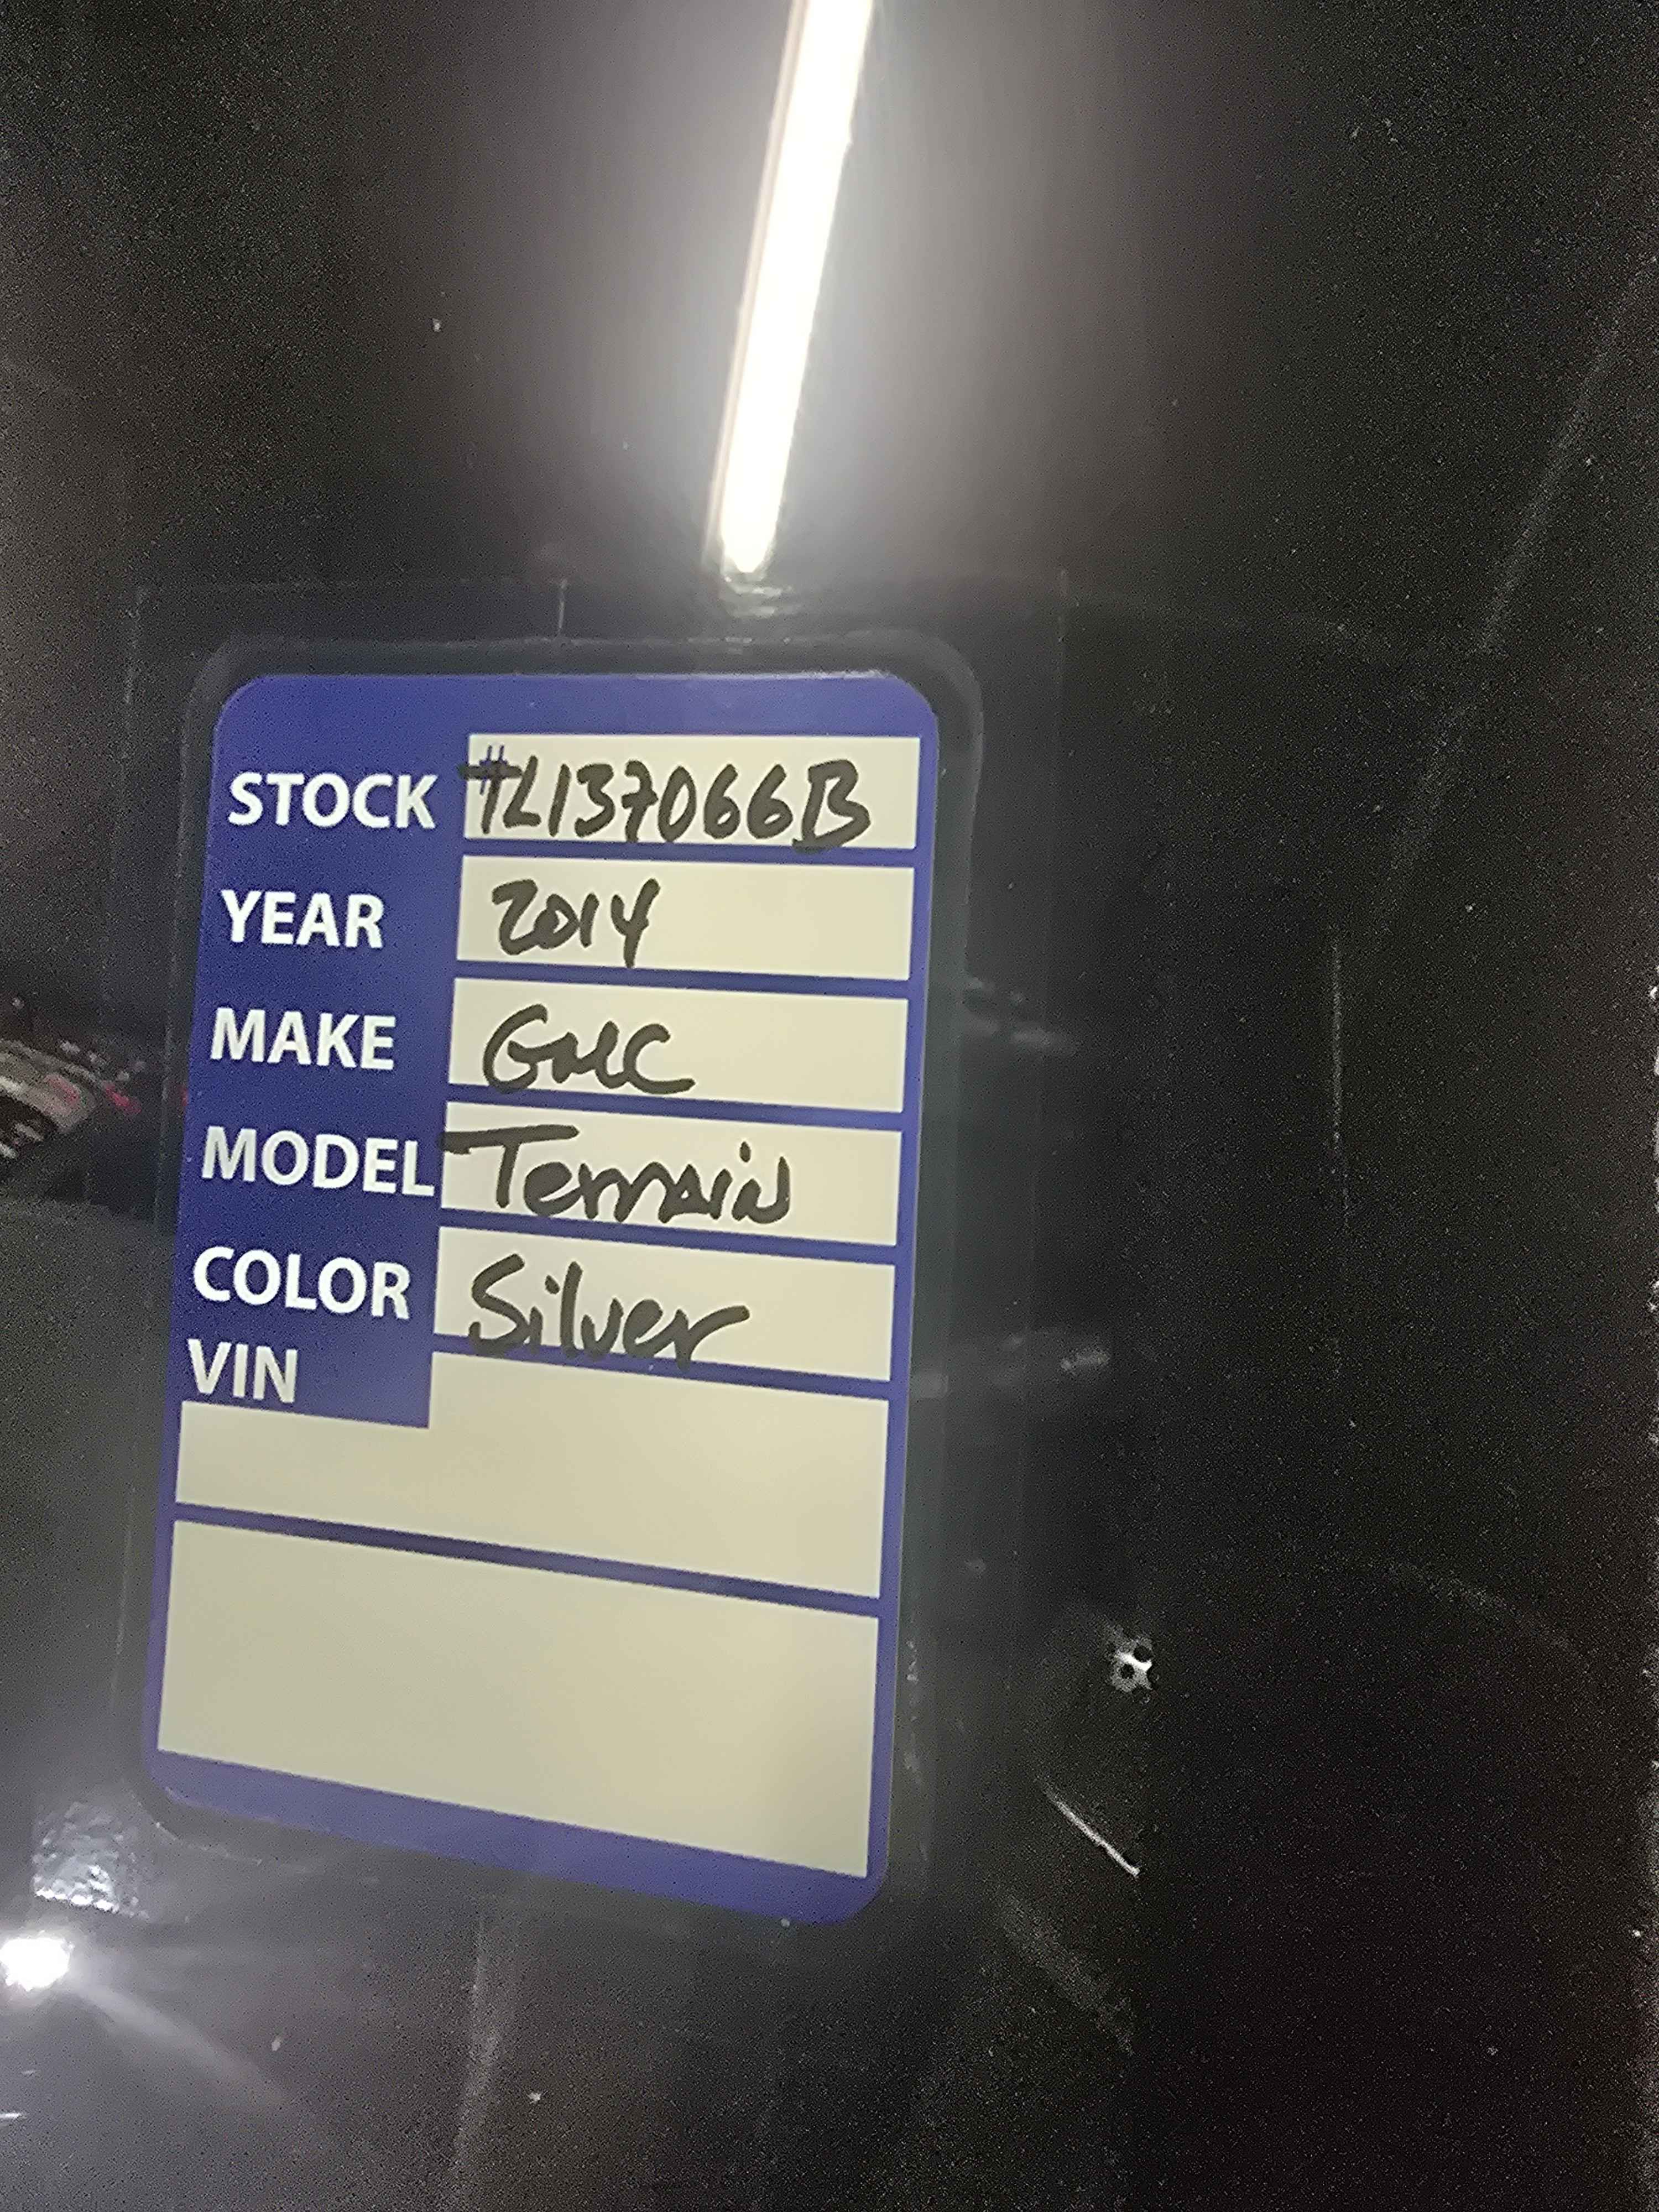 STOCK #TL137066B
YEAR 2014
MAKE GMC
MODEL Terrain
COLOR Silver
VIN